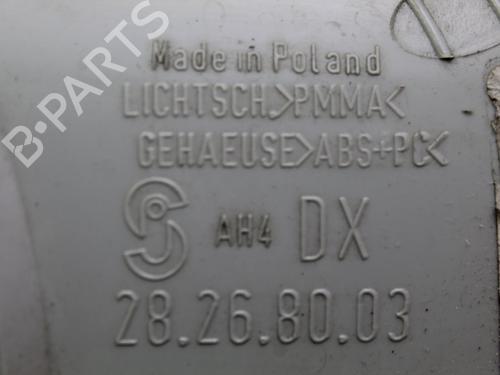 Made in Poland
LICHTSCH.>PMMA<
GEHAEUSE>ABS+PC<
AH4 DX
28.26.80.03
B-PARTS